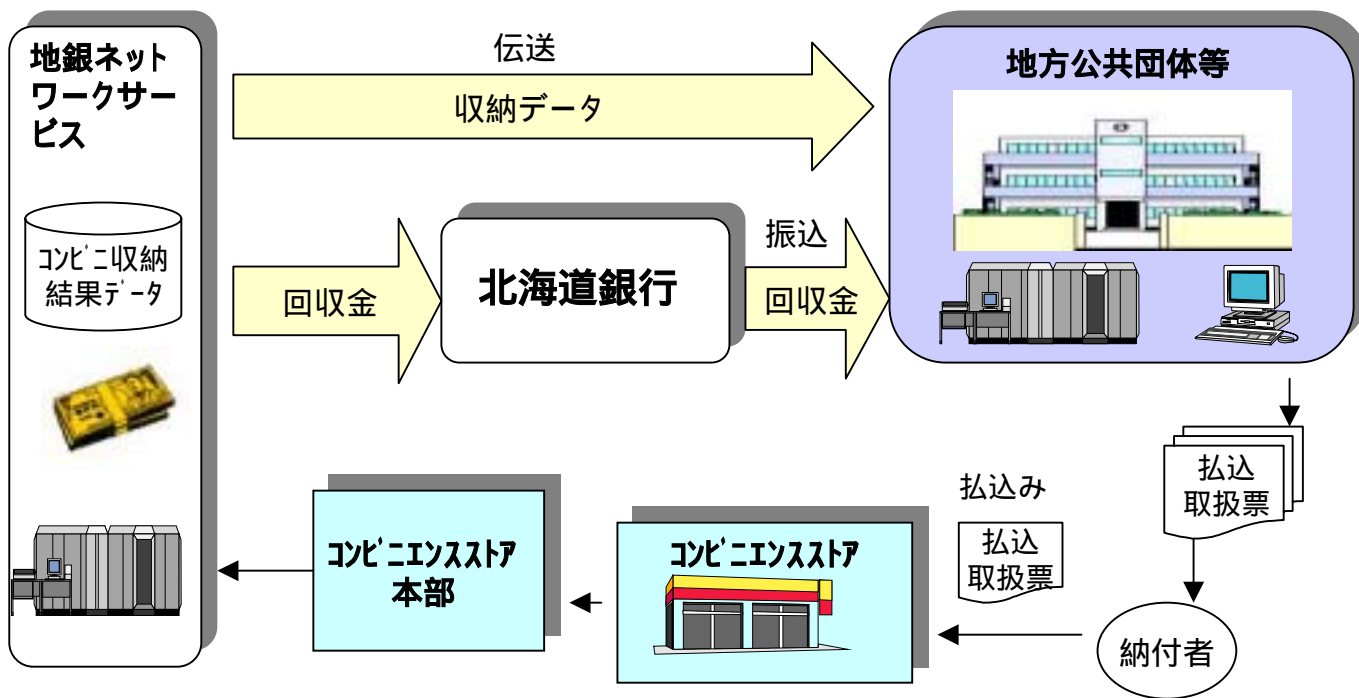 地銀ネット
ワークサー
ビス
伝送
収納データ
地方公共団体等
ｺﾝﾋﾞﾆ収納
結果ﾃﾞｰﾀ
回収金
北海道銀行
振込
回収金
払込
取扱票
払込み
払込
取扱票
納付者
ｺﾝﾋﾞﾆｴﾝｽｽﾄｱ
ｺﾝﾋﾞﾆｴﾝｽｽﾄｱ
本部